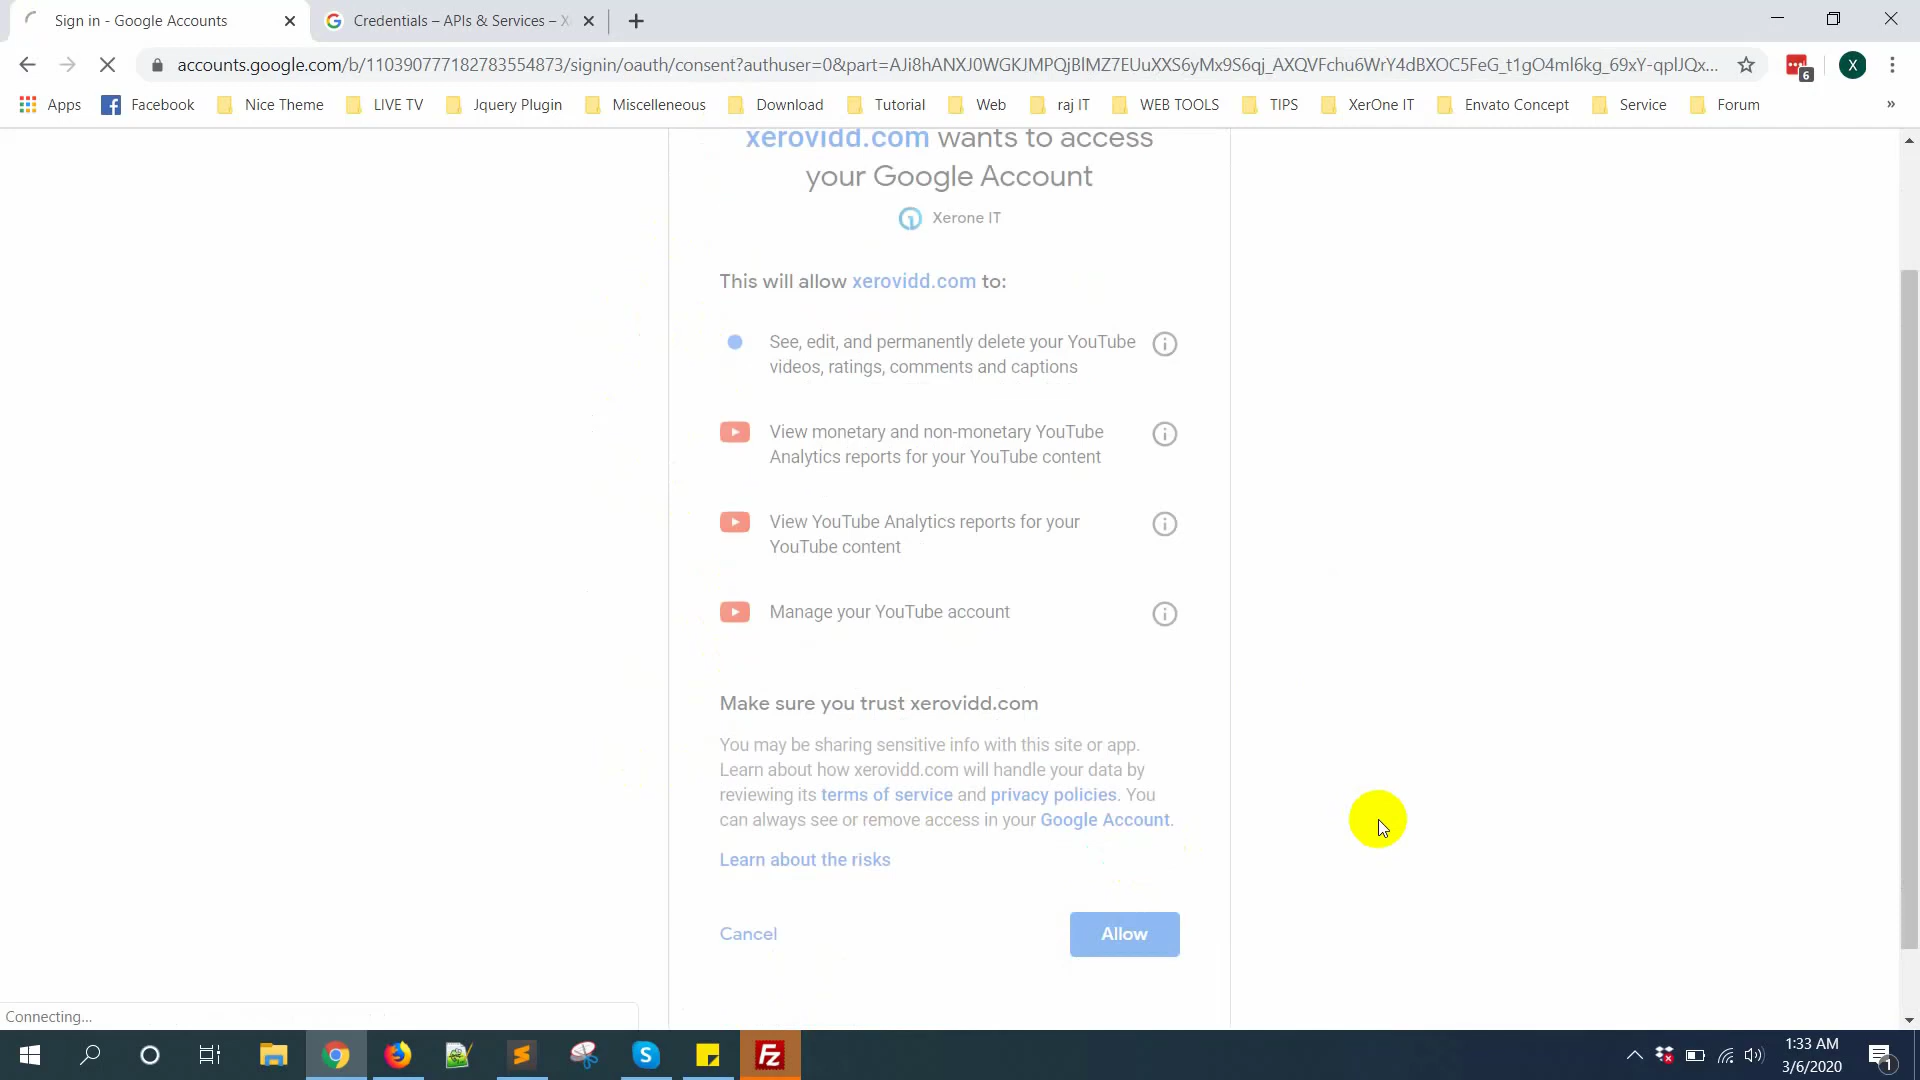 Sign in - Google Accounts
Credentials – APIs & Services – X
accounts.google.com/b/110390777182783554873/signin/oauth/consent?authuser=0&part=AJi8hANXJ0WGKJMPQjBlMZ7EUuXXS6yMx9S6qj_AXQVFchu6WrY4dBXOC5FeG_t1gO4ml6kg_69xY-qplJQx...
6
X
Apps
Facebook
Nice Theme
LIVE TV
Jquery Plugin
Miscelleneous
Download
Tutorial
Web
raj IT
WEB TOOLS
TIPS
XerOne IT
Envato Concept
Service
Forum
»
xerovidd.com wants to access
your Google Account
Xerone IT
This will allow xerovidd.com to:
See, edit, and permanently delete your YouTube
videos, ratings, comments and captions
View monetary and non-monetary YouTube
Analytics reports for your YouTube content
View YouTube Analytics reports for your
YouTube content
Manage your YouTube account
Make sure you trust xerovidd.com
You may be sharing sensitive info with this site or app.
Learn about how xerovidd.com will handle your data by
reviewing its terms of service and privacy policies. You
can always see or remove access in your Google Account.
Learn about the risks
Cancel
Allow
Connecting...
1:33 AM
3/6/2020
1